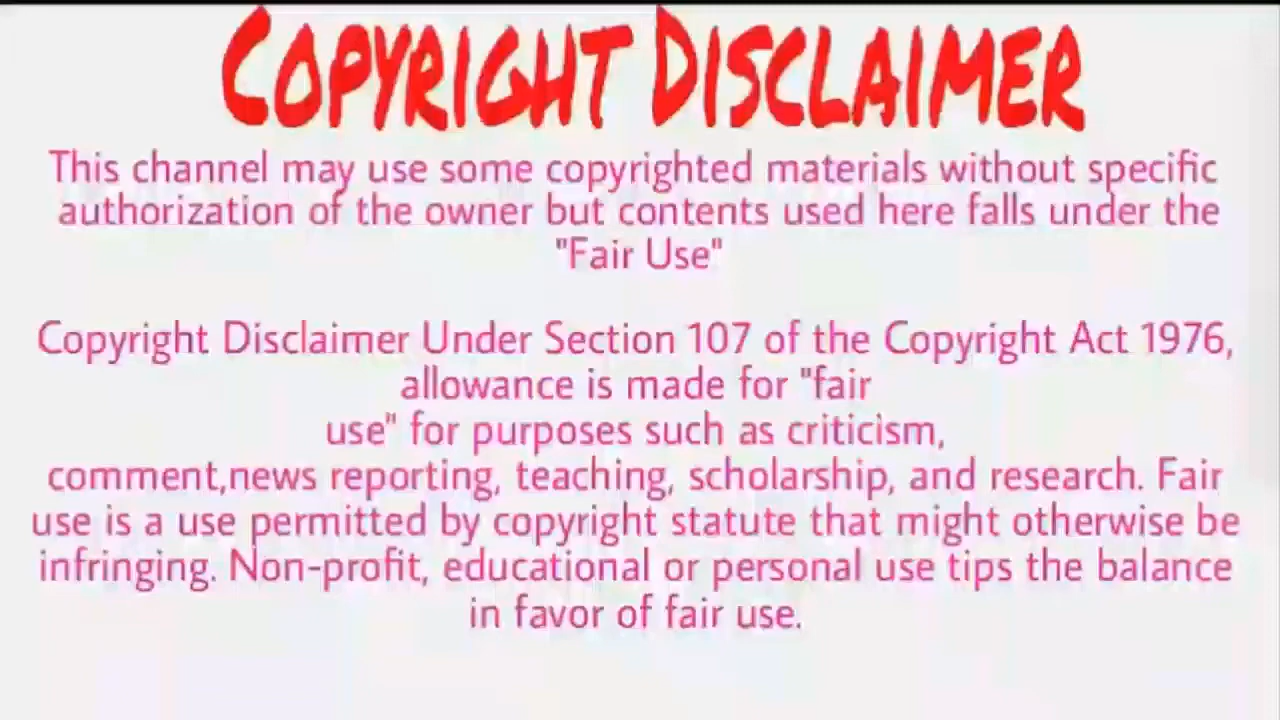 COPYRIGHT DISCLAIMER
This channel may use some copyrighted materials without specific
authorization of the owner but contents used here falls under the
"Fair Use"
Copyright Disclaimer Under Section 107 of the Copyright Act 1976,
allowance is made for "fair
use" for purposes such as criticism,
comment,news reporting, teaching, scholarship, and research. Fair
use is a use permitted by copyright statute that might otherwise be
infringing. Non-profit, educational or personal use tips the balance
in favor of fair use.